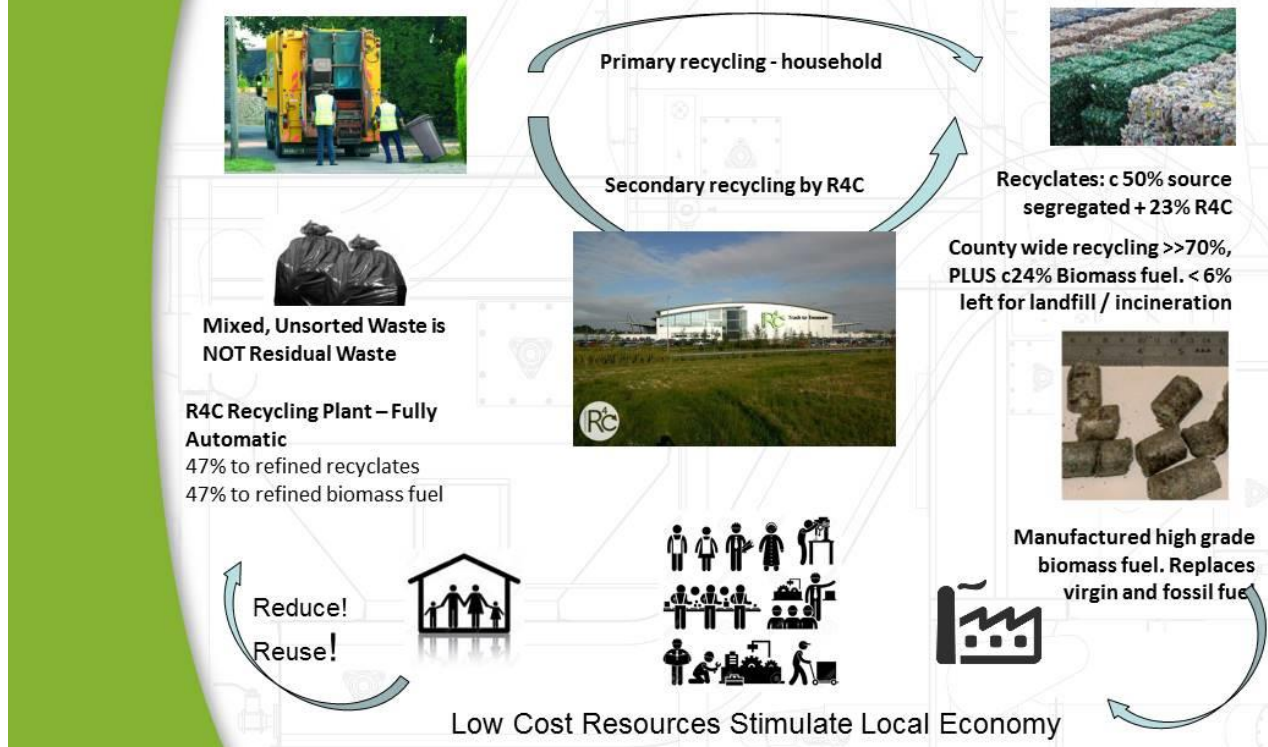 Primary recycling - household
Secondary recycling by R4C
Recyclates: c 50% source
segregated + 23% R4C
County wide recycling >>70%,
PLUS c24% Biomass fuel. < 6%
left for landfill / incineration
Mixed, Unsorted Waste is
NOT Residual Waste
R4C Recycling Plant – Fully
Automatic
47% to refined recyclates
47% to refined biomass fuel
R4C
R4C
Manufactured high grade
biomass fuel. Replaces
virgin and fossil fue
Reduce!
Reuse!
Low Cost Resources Stimulate Local Economy